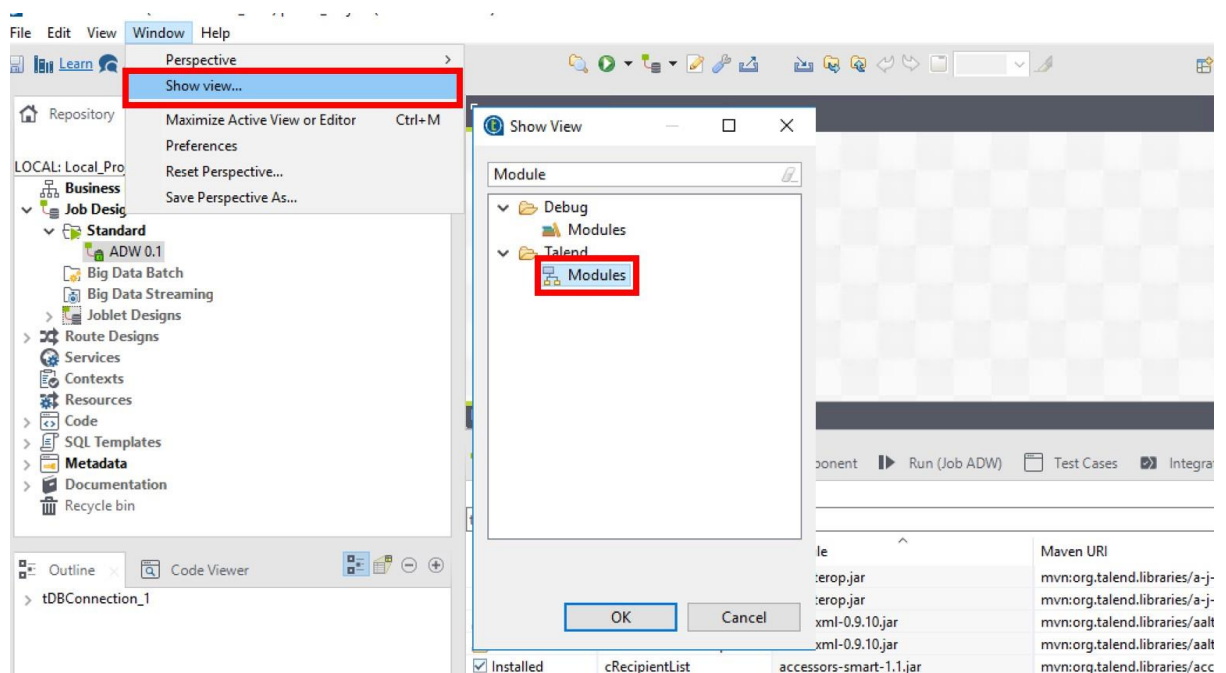 File Edit View Window Help
Learn
Perspective
Show view...
Maximize Active View or Editor Ctrl+M
Preferences
Reset Perspective...
Save Perspective As...
Repository
LOCAL: Local_Pro
Business
Job Desig
Standard
ADW 0.1
Big Data Batch
Big Data Streaming
Joblet Designs
Route Designs
Services
Contexts
Resources
Code
SQL Templates
Metadata
Documentation
Recycle bin
Outline Code Viewer
tDBConnection_1
Show View
Module
Debug
Modules
Talend
Modules
OK Cancel
ponent Run (Job ADW) Test Cases Integra
le Maven URI
terop.jar mvn:org.talend.libraries/a-j-
terop.jar mvn:org.talend.libraries/a-j-
xml-0.9.10.jar mvn:org.talend.libraries/aalt
xml-0.9.10.jar mvn:org.talend.libraries/aalt
Installed cRecipientList accessors-smart-1.1.jar mvn:org.talend.libraries/acc